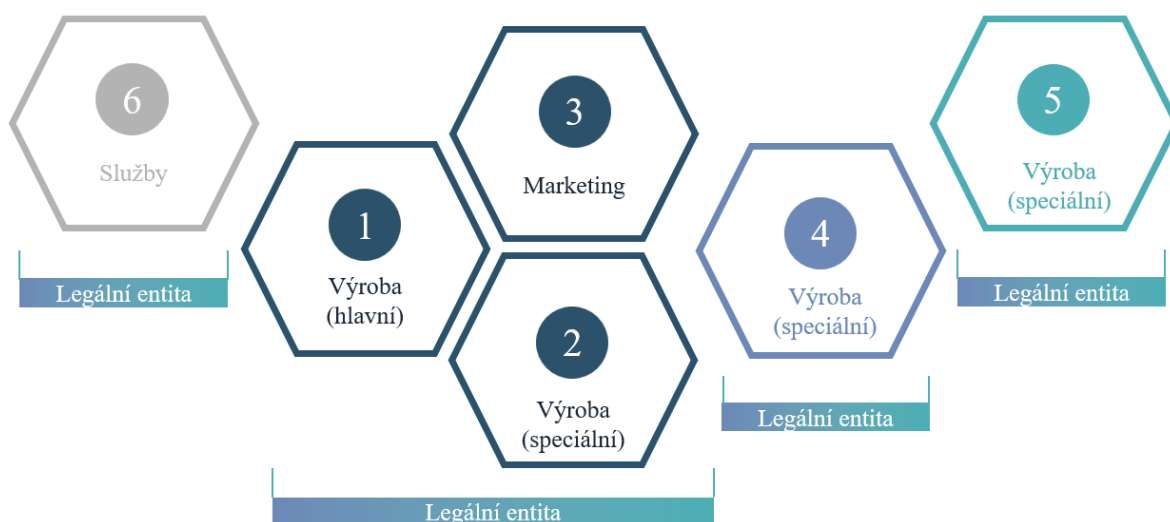 6
Služby
Legální entita
1
Výroba
(hlavní)
3
Marketing
2
Výroba
(speciální)
Legální entita
4
Výroba
(speciální)
Legální entita
5
Výroba
(speciální)
Legální entita